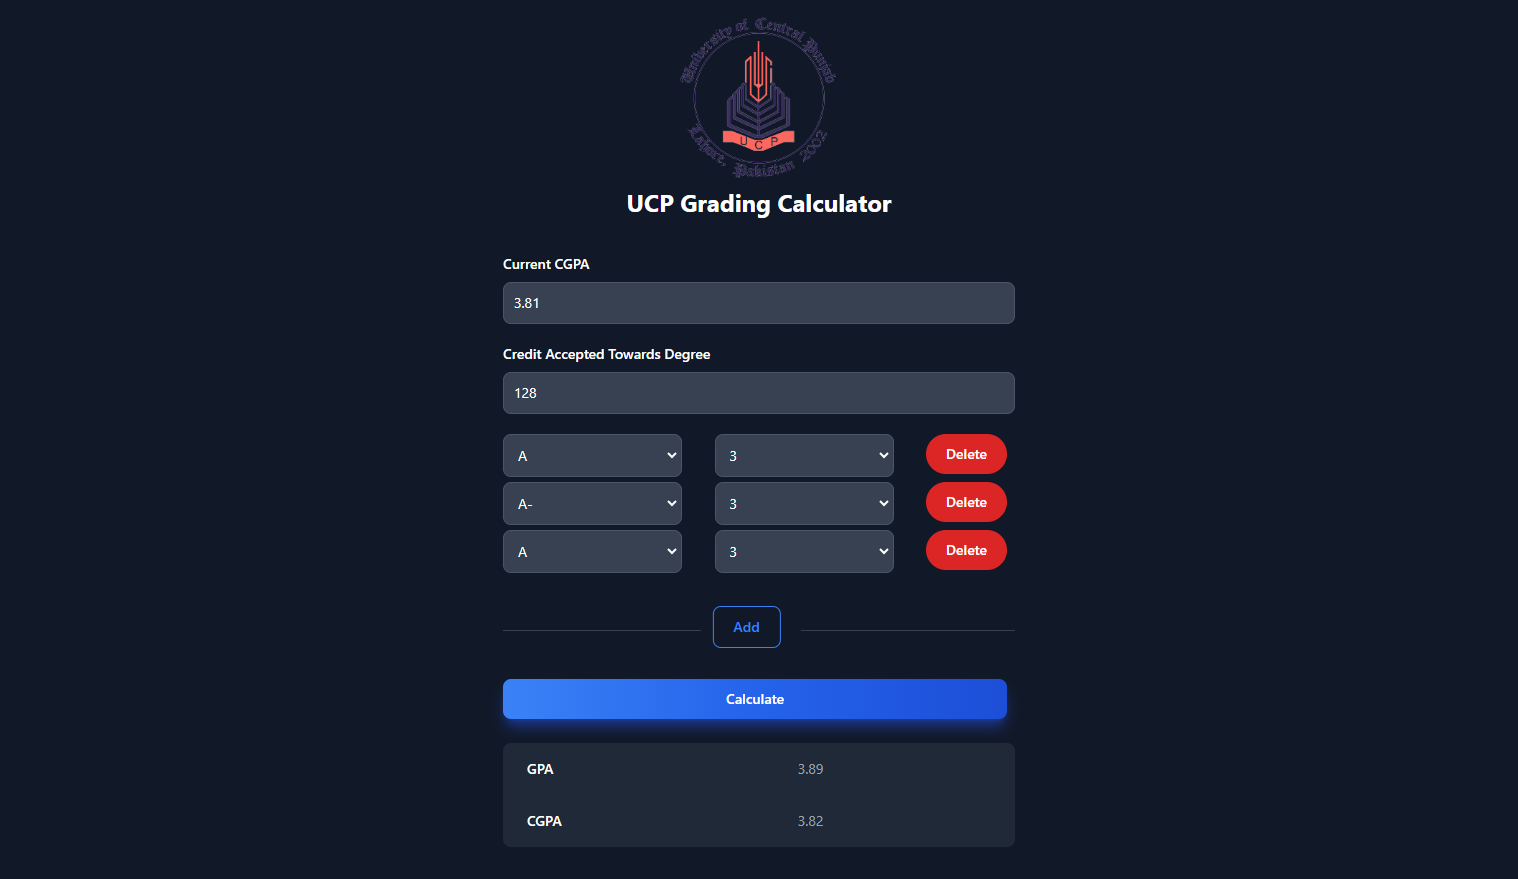 University of Central Punjab
U C P
Lahore, Pakistan 2002
UCP Grading Calculator
Current CGPA
3.81
Credit Accepted Towards Degree
128
A 3 Delete
A- 3 Delete
A 3 Delete
Add
Calculate
GPA 3.89
CGPA 3.82